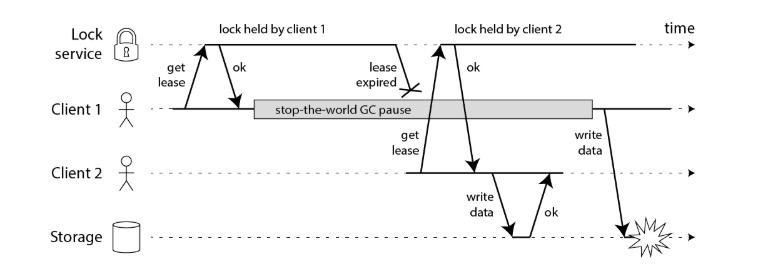 lock held by client 1
lock held by client 2
time
Lock
service
get
lease
ok
lease
expired
ok
Client 1
stop-the-world GC pause
get
lease
write
data
Client 2
write
data
ok
Storage